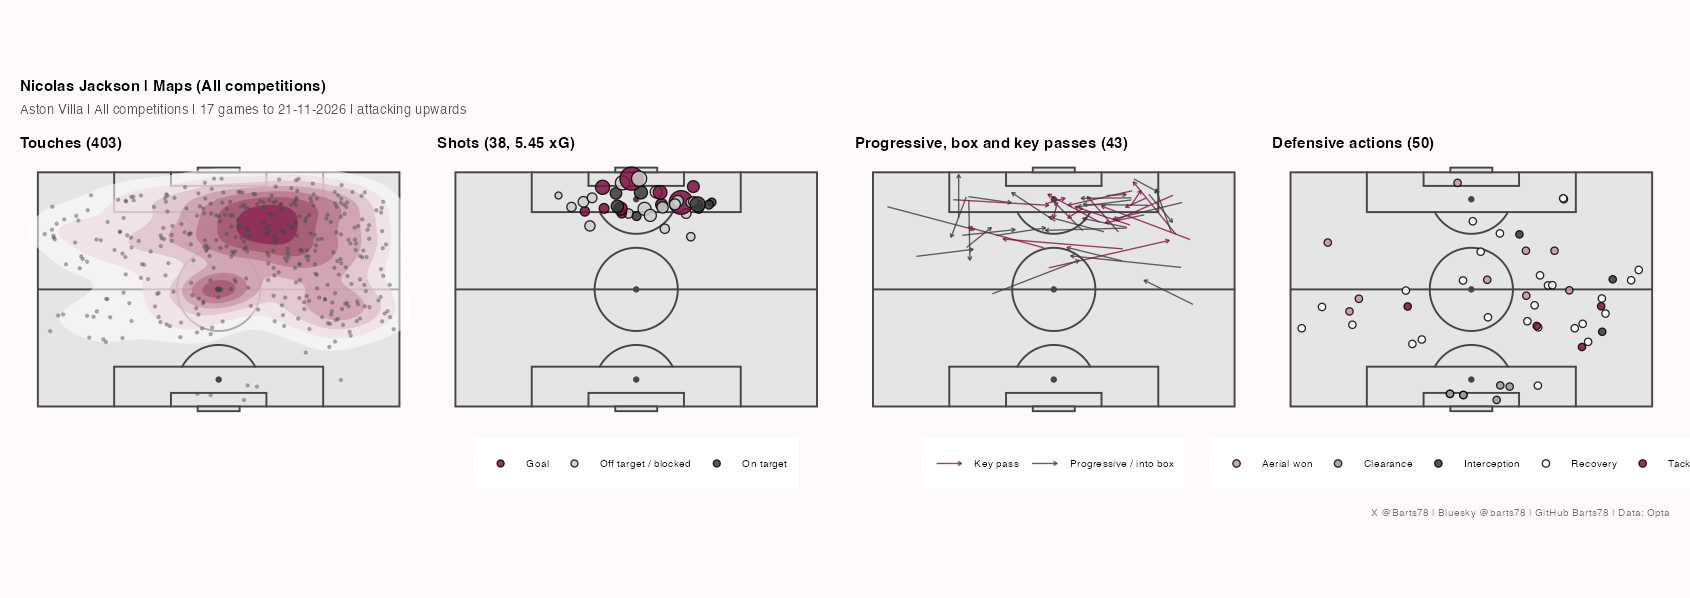 Nicolas Jackson | Maps (All competitions)
Aston Villa | All competitions | 17 games to 21-11-2026 | attacking upwards
Touches (403)
Shots (38, 5.45 xG)
Progressive, box and key passes (43)
Defensive actions (50)
Goal
Off target / blocked
On target
Key pass
Progressive / into box
Aerial won
Clearance
Interception
Recovery
Tack
X @Barts78 | Bluesky @barts78 | GitHub Barts78 | Data: Opta